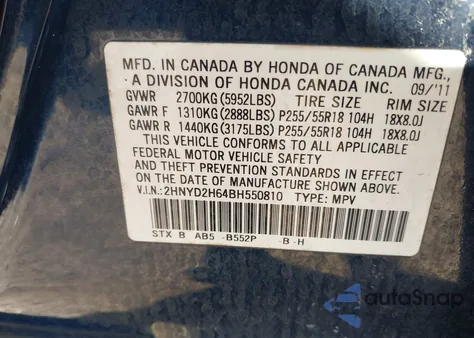 MFD. IN CANADA BY HONDA OF CANADA MFG.,
A DIVISION OF HONDA CANADA INC. 09/'11
GVWR 2700KG(5952LBS) TIRE SIZE RIM SIZE
GAWR F 1310KG(2888LBS)P255/55R18 104H 18X8.0J
GAWR R 1440KG(3175LBS)P255/55R18 104H 18X8.0J
THIS VEHICLE CONFORMS TO ALL APPLICABLE
FEDERAL MOTOR VEHICLE SAFETY
AND THEFT PREVENTION STANDARDS IN EFFECT
ON THE DATE OF MANUFACTURE SHOWN ABOVE.
V.I.N.:2HNYD2H64BH550810 TYPE: MPV
STX B AB5 -B552P -B -H
autoSnap